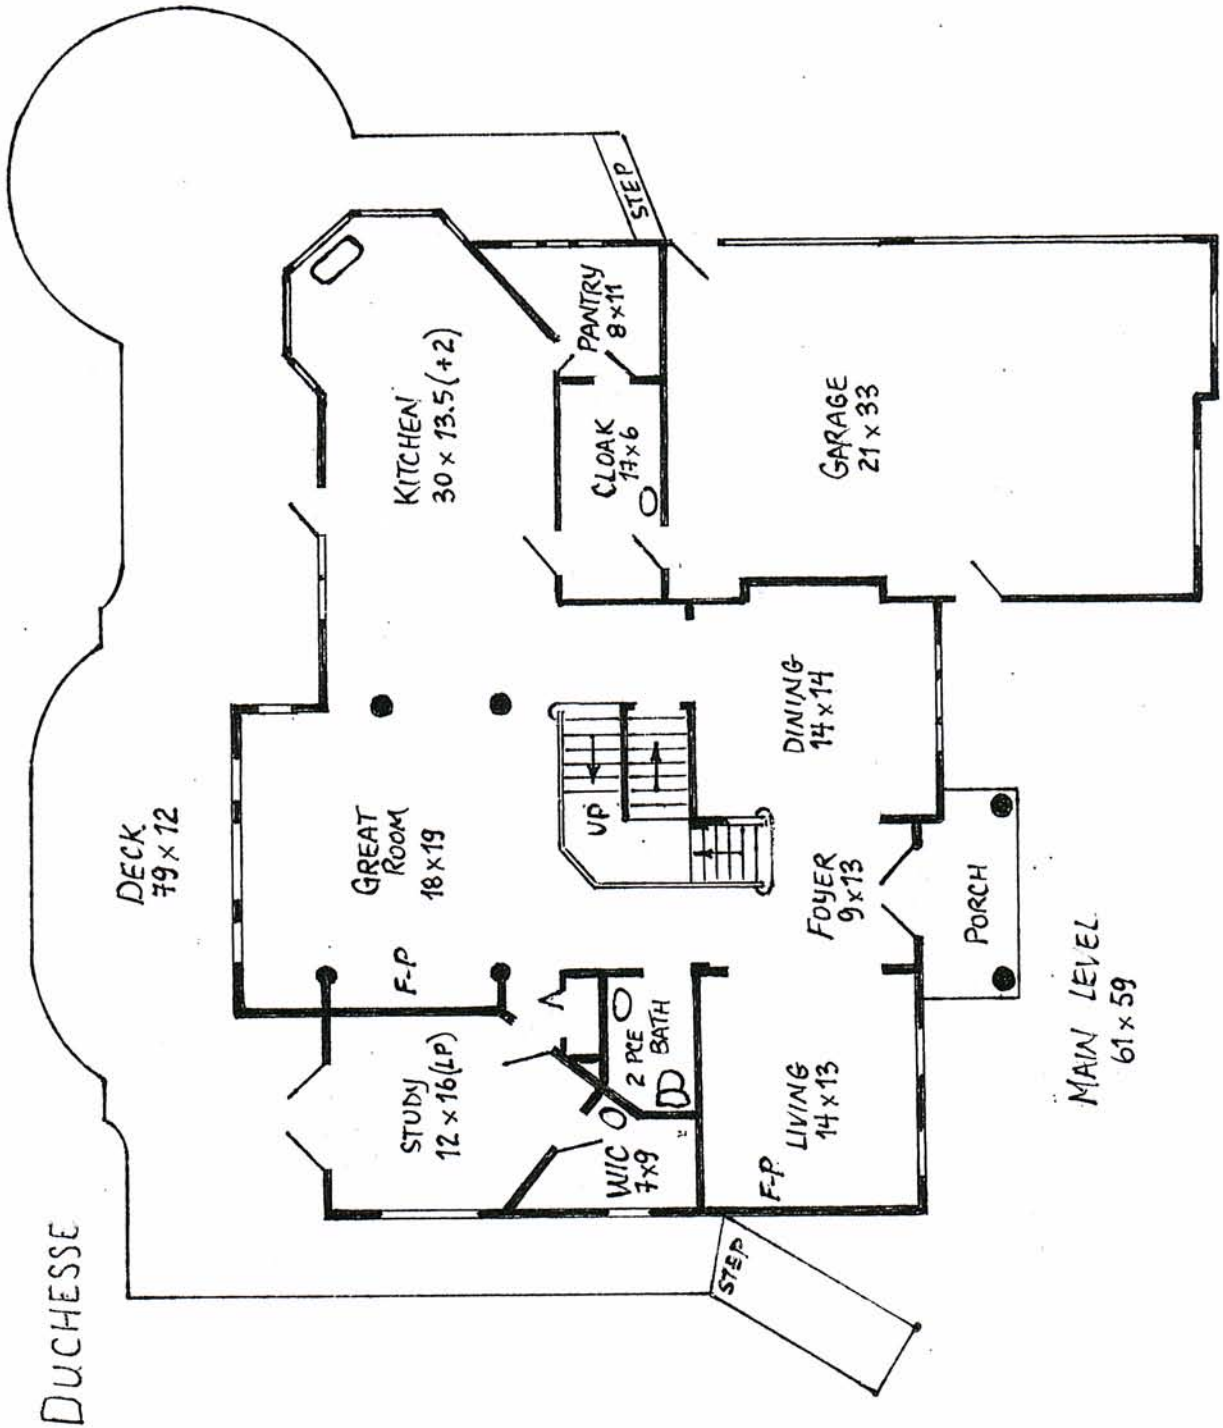 DUCHESSE
DECK
79 x 12
STEP
KITCHEN
30 x 13.5 (+2)
PANTRY
8 x 11
CLOAK
17 x 6
GARAGE
21 x 33
GREAT
ROOM
18 x 19
F-P
UP
DINING
14 x 14
STUDY
12 x 16 (LP)
2 PCE
BATH
WIC
7 x 9
FOYER
9 x 13
LIVING
14 x 13
F-P
PORCH
STEP
MAIN LEVEL
61 x 59